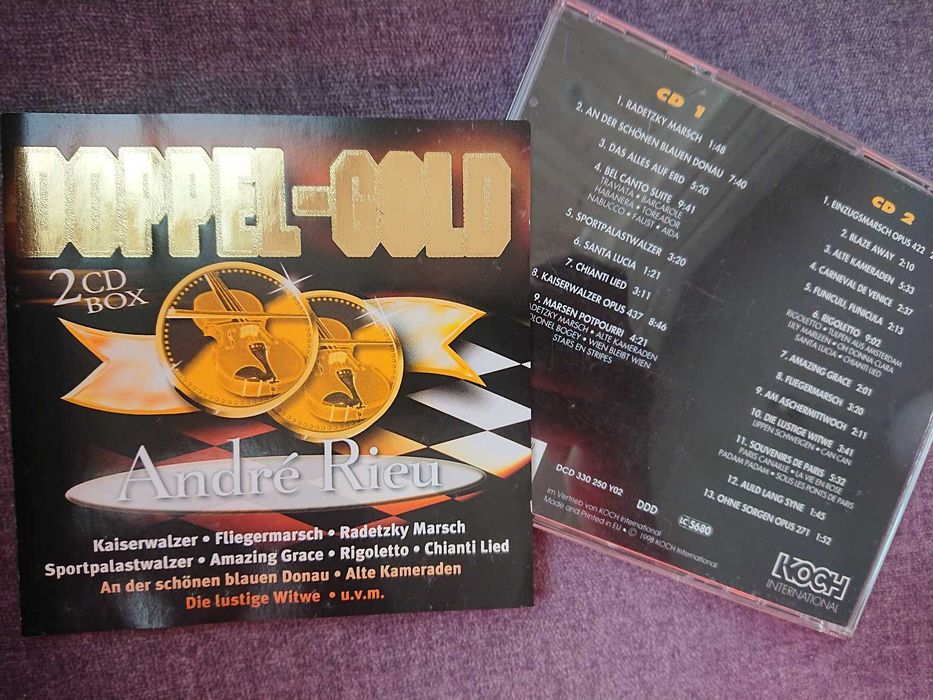 DOPPEL-GOLD
2 CD
BOX
André Rieu
Kaiserwalzer • Fliegermarsch • Radetzky Marsch
Sportpalastwalzer • Amazing Grace • Rigoletto • Chianti Lied
An der schönen blauen Donau • Alte Kameraden
Die lustige Witwe • u.v.m.
CD 1
1. RADETZKY MARSCH 1:48
2. AN DER SCHÖNEN BLAUEN DONAU 7:40
3. DAS ALLES AUF ERD 5:20
4. BEL CANTO SUITE 9:41
TRAVIATA • BARCAROLE
HABANERA • TOREADOR
NABUCCO • FAUST • AIDA
5. SPORTPALASTWALZER 3:20
6. SANTA LUCIA 1:21
7. CHIANTI LIED 3:11
8. KAISERWALZER OPUS 437 8:46
9. MARSEN POTPOURRI 4:21
ADETZKY MARSCH • ALTE KAMERADEN
OLONEL BOGEY • WIEN BLEIBT WIEN
STARS EN STRIPES
CD 2
1. EINZUGSMARSCH OPUS 422
2. BLAZE AWAY 2:10
3. ALTE KAMERADEN 5:33
4. CARNEVAL DE VENICE 2:37
5. FUNICULI, FUNICULA 2:13
6. RIGOLETTO 9:02
RIGOLETTO • TULPEN AUS AMSTERDAM
LILY MARLEEN • OH DONNA CLARA
SANTA LUCIA • CHIANTI LIED
7. AMAZING GRACE 2:01
8. FLIEGERMARSCH 3:20
9. AM ASCHERMITTWOCH 2:11
10. DIE LUSTIGE WITWE 3:41
LIPPEN SCHWEIGEN • CAN CAN
11. SOUVENIRS DE PARIS 5:32
PARIS CANAILLE • LA VIE EN ROSE
PADAM PADAM • SOUS LES PONTS DE PARIS
12. AULD LANG SYNE 1:45
13. OHNE SORGEN OPUS 271 1:52
DCD 330 250 Y02 DDD LC 5680
Im Vertrieb von KOCH International
Made and Printed in EU • © 1998 KOCH International
KOCH
INTERNATIONAL